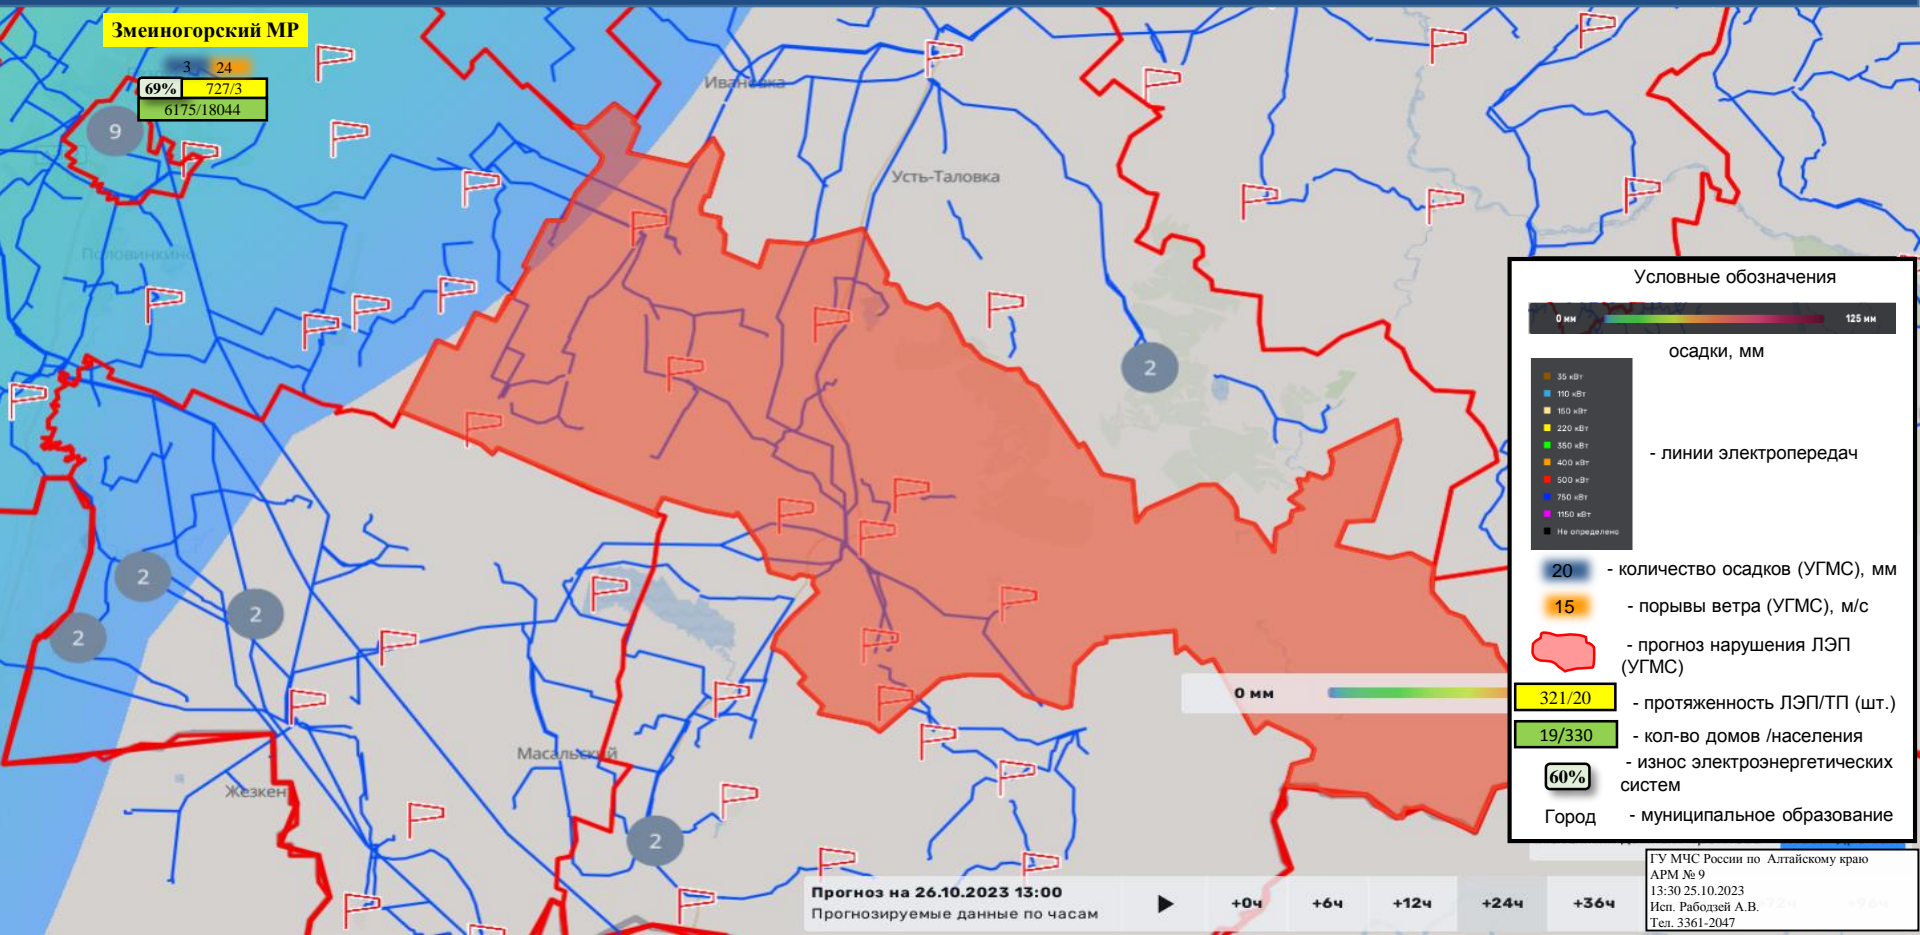 Змеиногорский МР
3 24
69% 727/3
6175/18044
9
Ивановка
Усть-Таловка
Половинкино
2
2
2
2
Масальский
Жезкент
2
0 мм
Условные обозначения
0 мм 125 мм
осадки, мм
35 кВт
110 кВт
150 кВт
220 кВт
350 кВт
400 кВт
500 кВт
750 кВт
1150 кВт
Не определено
- линии электропередач
20 - количество осадков (УГМС), мм
15 - порывы ветра (УГМС), м/с
- прогноз нарушения ЛЭП
(УГМС)
321/20 - протяженность ЛЭП/ТП (шт.)
19/330 - кол-во домов /населения
60% - износ электроэнергетических
систем
Город - муниципальное образование
Прогноз на 26.10.2023 13:00
Прогнозируемые данные по часам
+0ч +6ч +12ч +24ч +36ч
ГУ МЧС России по Алтайскому краю
АРМ № 9
13:30 25.10.2023
Исп. Рабодзей А.В.
Тел. 3361-2047